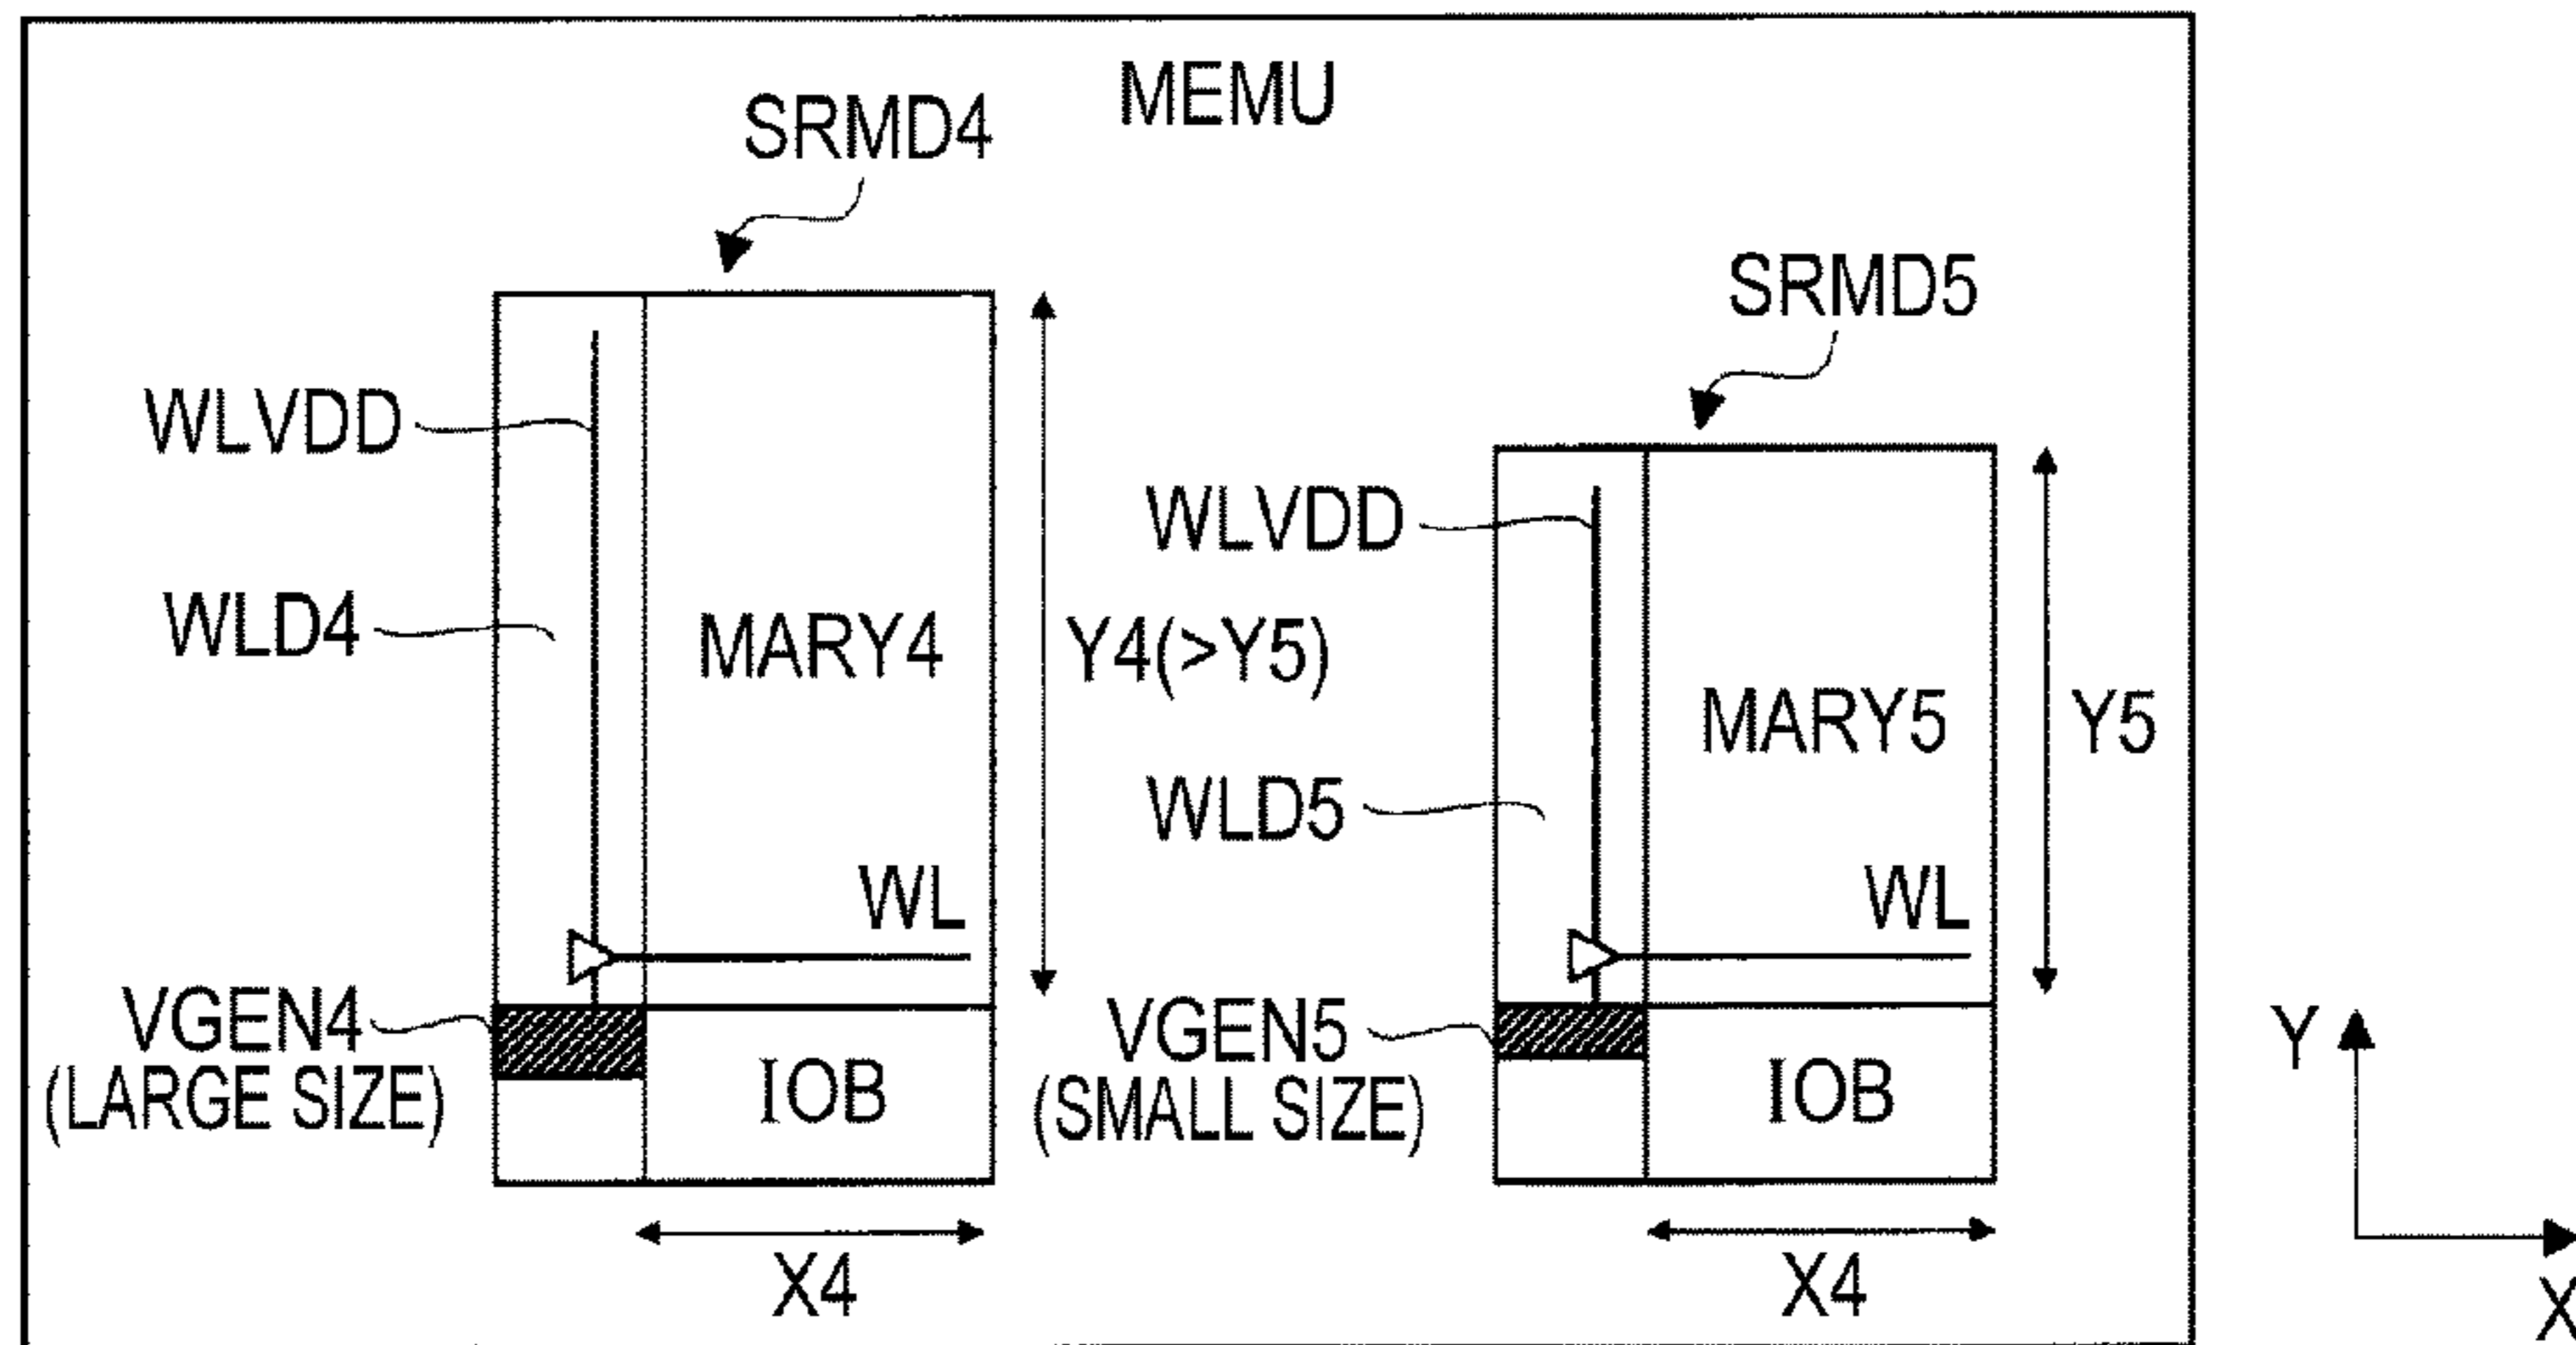 MEMU
SRMD4
WLVDD
WLD4
MARY4
Y4(>Y5)
WL
VGEN4
(LARGE SIZE)
IOB
X4
SRMD5
WLVDD
WLD5
MARY5
Y5
WL
VGEN5
(SMALL SIZE)
IOB
X4
Y
X